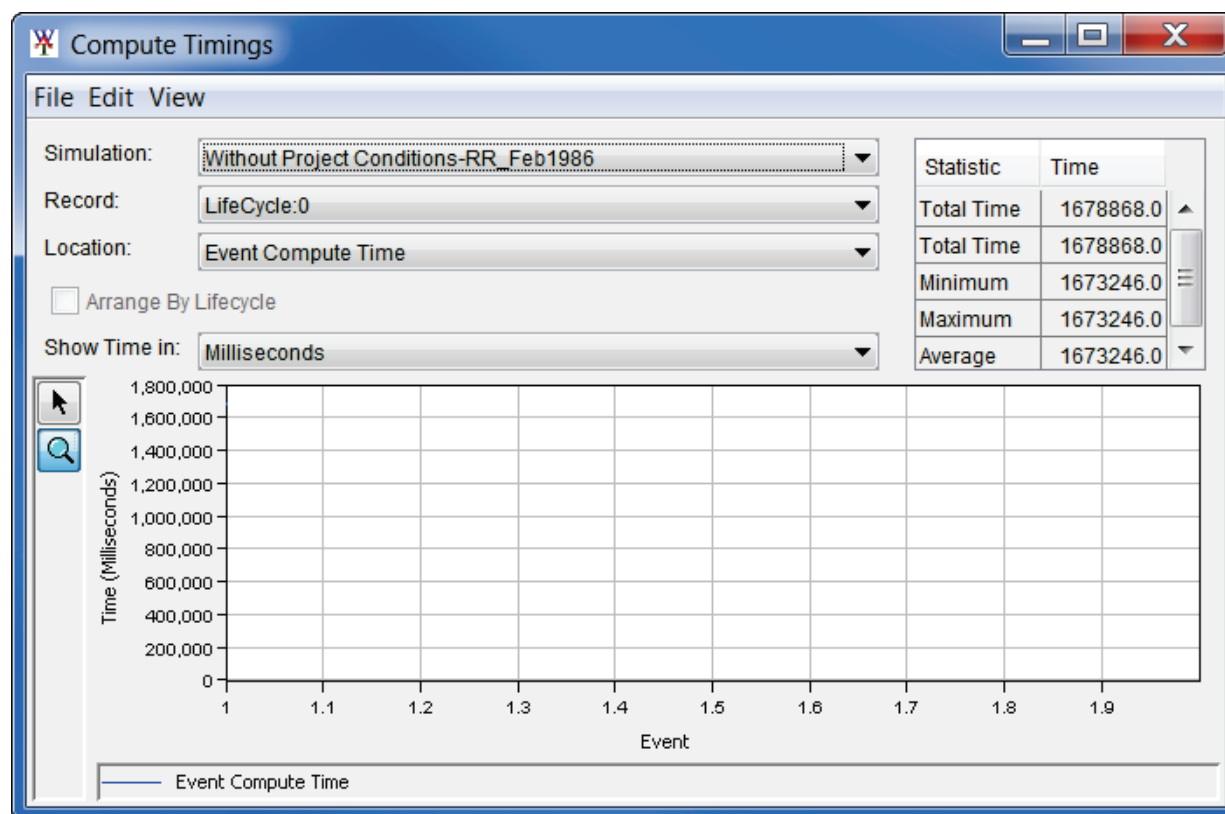 Compute Timings
File Edit View
Simulation: Without Project Conditions-RR_Feb1986
Record: LifeCycle:0
Location: Event Compute Time
Arrange By Lifecycle
Show Time in: Milliseconds
Statistic Time
Total Time 1678868.0
Total Time 1678868.0
Minimum 1673246.0
Maximum 1673246.0
Average 1673246.0
Time (Milliseconds)
1,800,000
1,600,000
1,400,000
1,200,000
1,000,000
800,000
600,000
400,000
200,000
0
1 1.1 1.2 1.3 1.4 1.5 1.6 1.7 1.8 1.9
Event
Event Compute Time